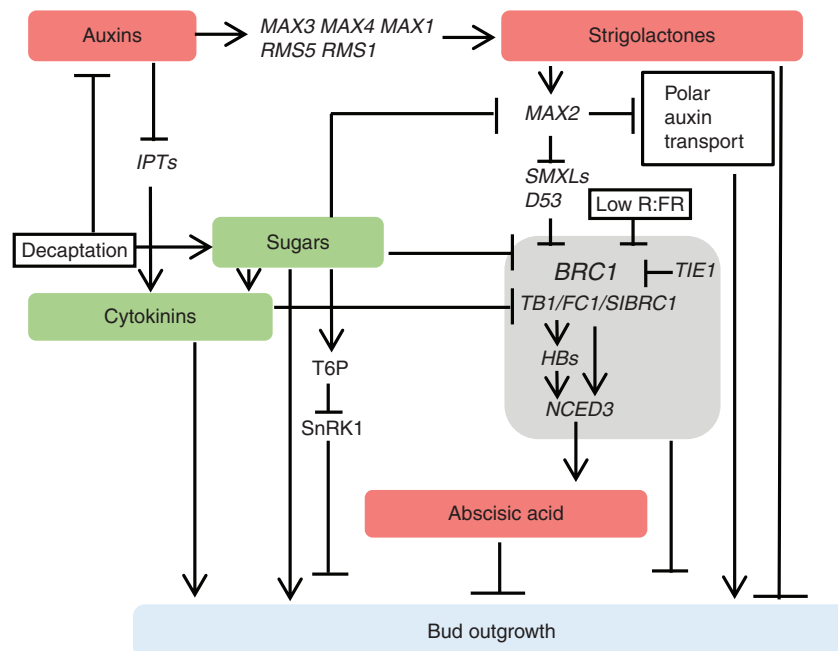 Auxins
MAX3 MAX4 MAX1
RMS5 RMS1
Strigolactones
MAX2
Polar
auxin
transport
IPTs
SMXLs
D53
Low R:FR
Decaptation
Sugars
BRC1
TIE1
Cytokinins
TB1/FC1/SIBRC1
T6P
HBs
NCED3
SnRK1
Abscisic acid
Bud outgrowth